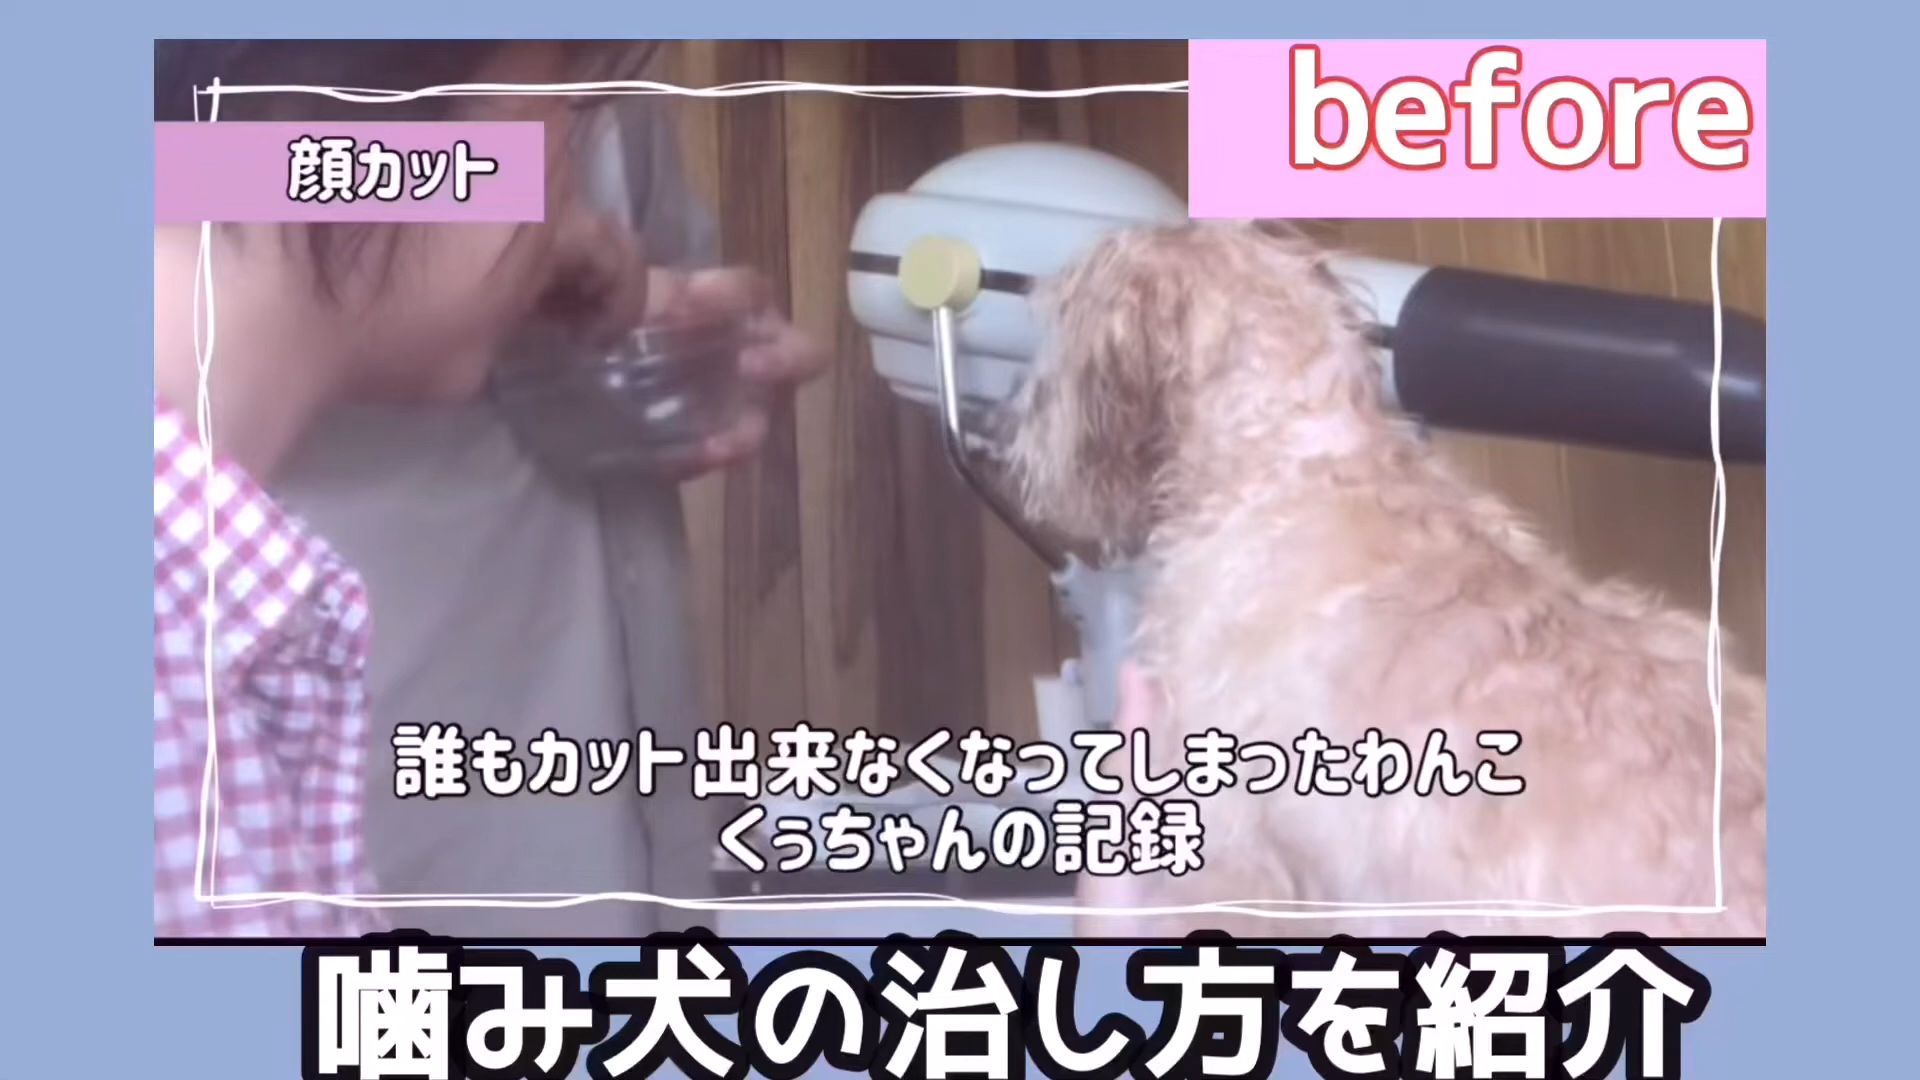 before
顔カット
誰もカット出来なくなってしまったわんこ
くぅちゃんの記録
噛み犬の治し方を紹介